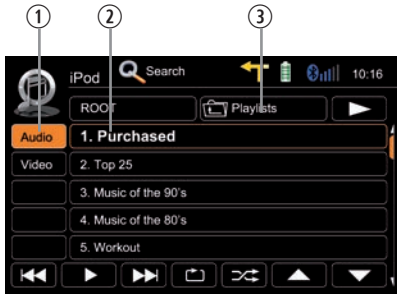 ① ② ③
iPod Search 10:16
ROOT Playlists
Audio 1. Purchased
Video 2. Top 25
3. Music of the 90's
4. Music of the 80's
5. Workout